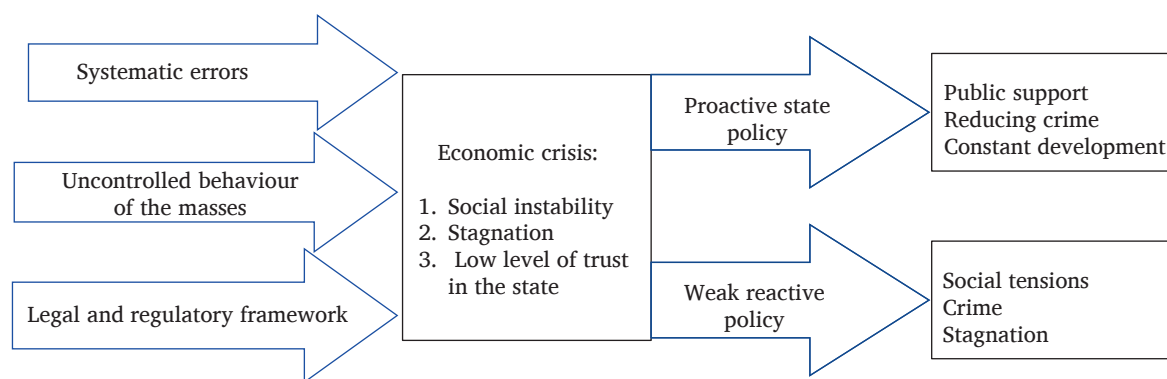 Systematic errors
Uncontrolled behaviour
of the masses
Legal and regulatory framework
Economic crisis:
1. Social instability
2. Stagnation
3. Low level of trust
in the state
Proactive state
policy
Weak reactive
policy
Public support
Reducing crime
Constant development
Social tensions
Crime
Stagnation